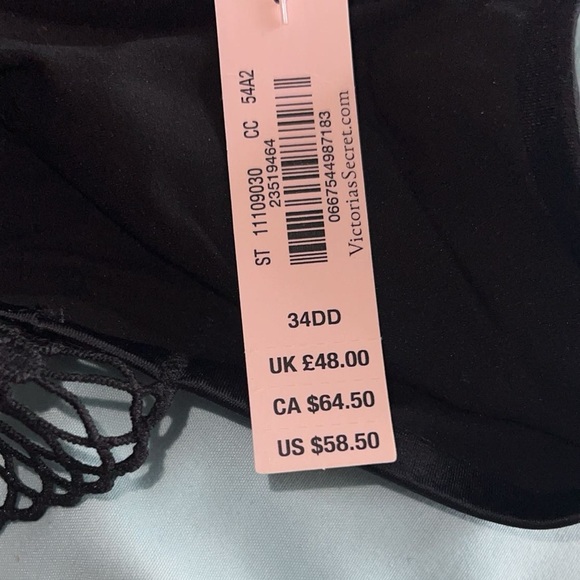 ST 11109030 CC 54A2
23519464
0667544987183
VictoriasSecret.com
34DD
UK £48.00
CA $64.50
US $58.50